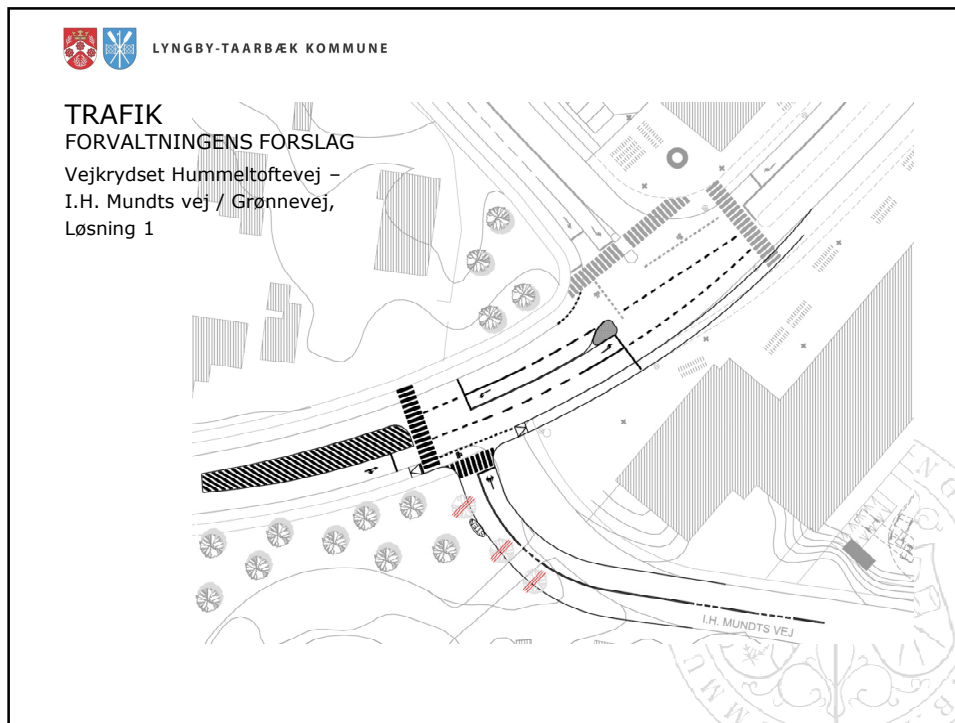 LYNGBY-TAARBÆK KOMMUNE
TRAFIK
FORVALTNINGENS FORSLAG
Vejkrydset Hummeltoftevej –
I.H. Mundts vej / Grønnevej,
Løsning 1
I.H. MUNDTS VEJ